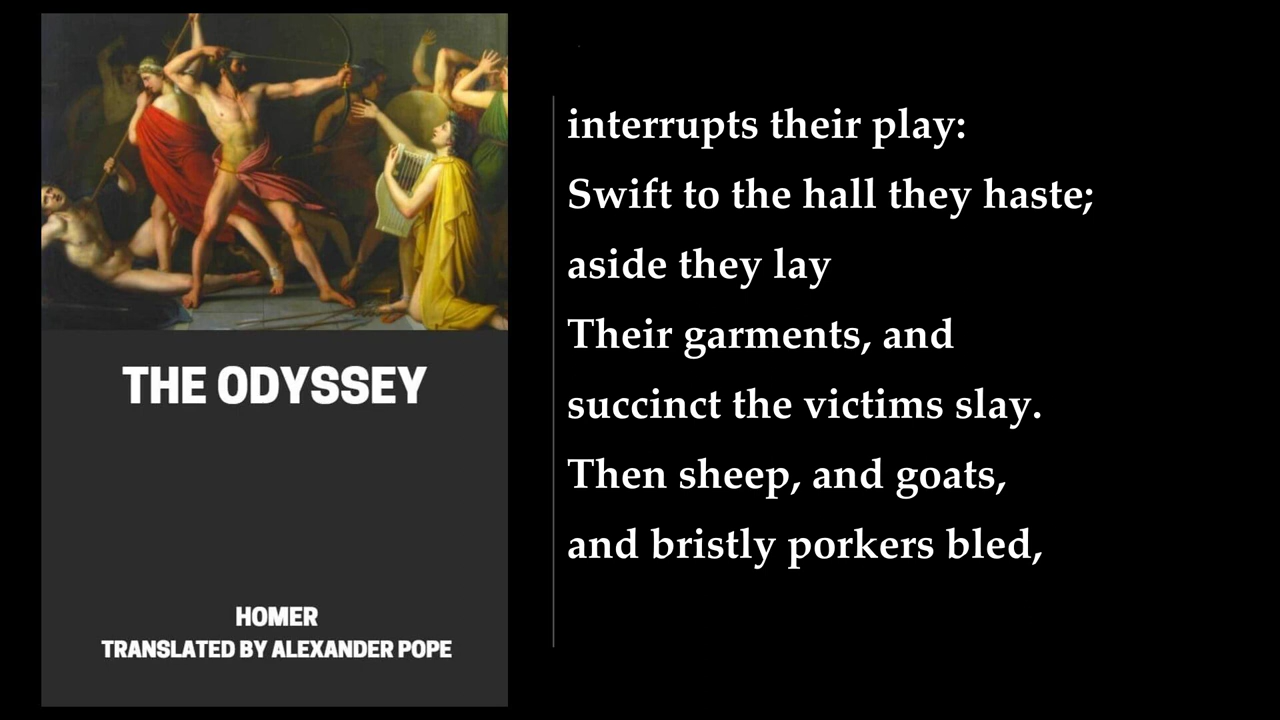 THE ODYSSEY
HOMER
TRANSLATED BY ALEXANDER POPE
interrupts their play:
Swift to the hall they haste;
aside they lay
Their garments, and
succinct the victims slay.
Then sheep, and goats,
and bristly porkers bled,